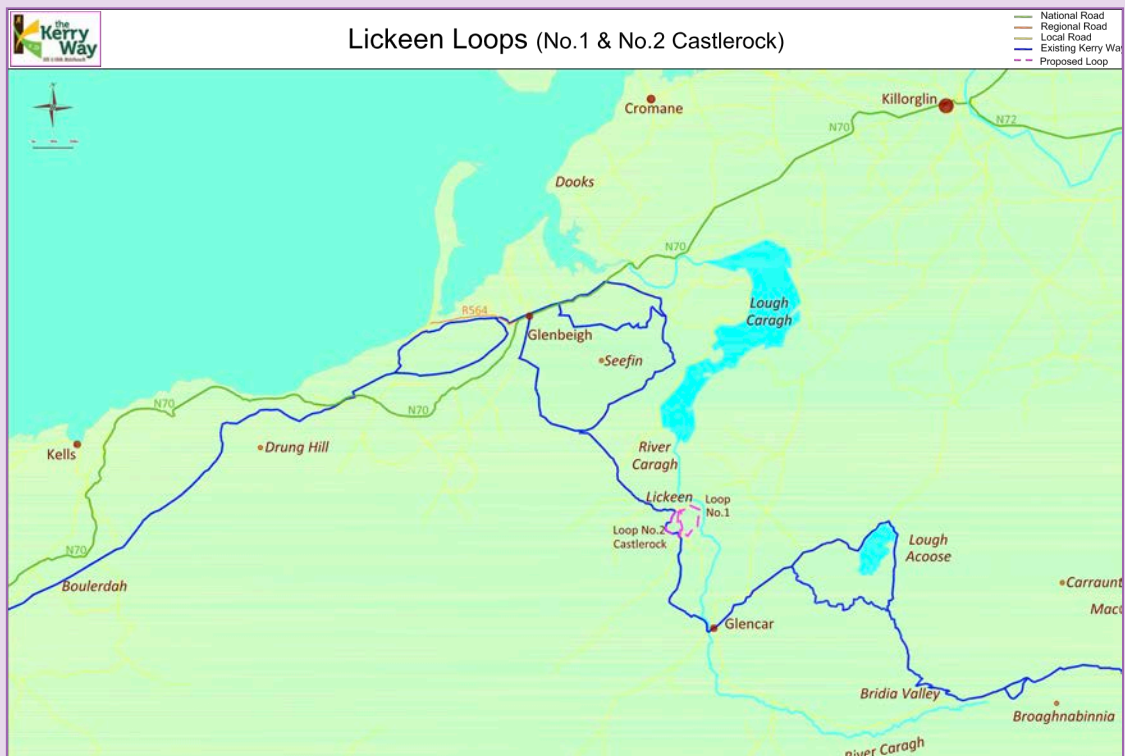 the
Kerry
Way
Lickeen Loops (No.1 & No.2 Castlerock)
National Road
Regional Road
Local Road
Existing Kerry Way
Proposed Loop
N
Cromane
Killorglin
N70
N72
Dooks
N70
Lough
Caragh
R564
Glenbeigh
Seefin
N70
N70
Kells
Drung Hill
River
Caragh
Lickeen
Loop
No.1
Loop No.2
Castlerock
Lough
Acoose
N70
Boulerdah
Carraunt
Mac
Glencar
Bridia Valley
Broaghnabinnia
River Caragh